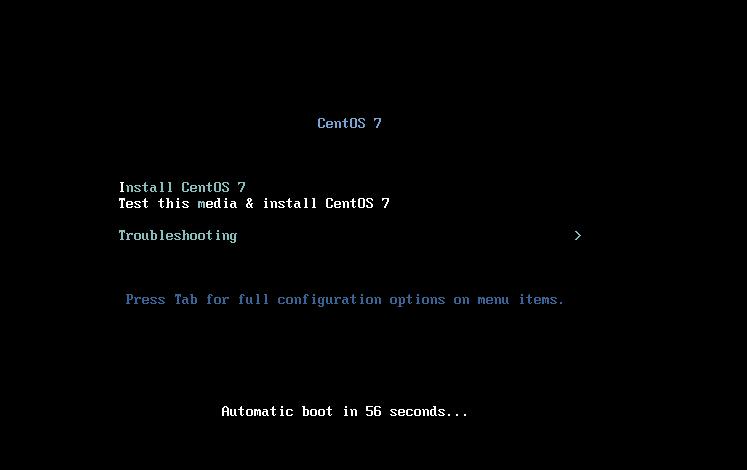 CentOS 7
Install CentOS 7
Test this media & install CentOS 7
Troubleshooting >
Press Tab for full configuration options on menu items.
Automatic boot in 56 seconds...